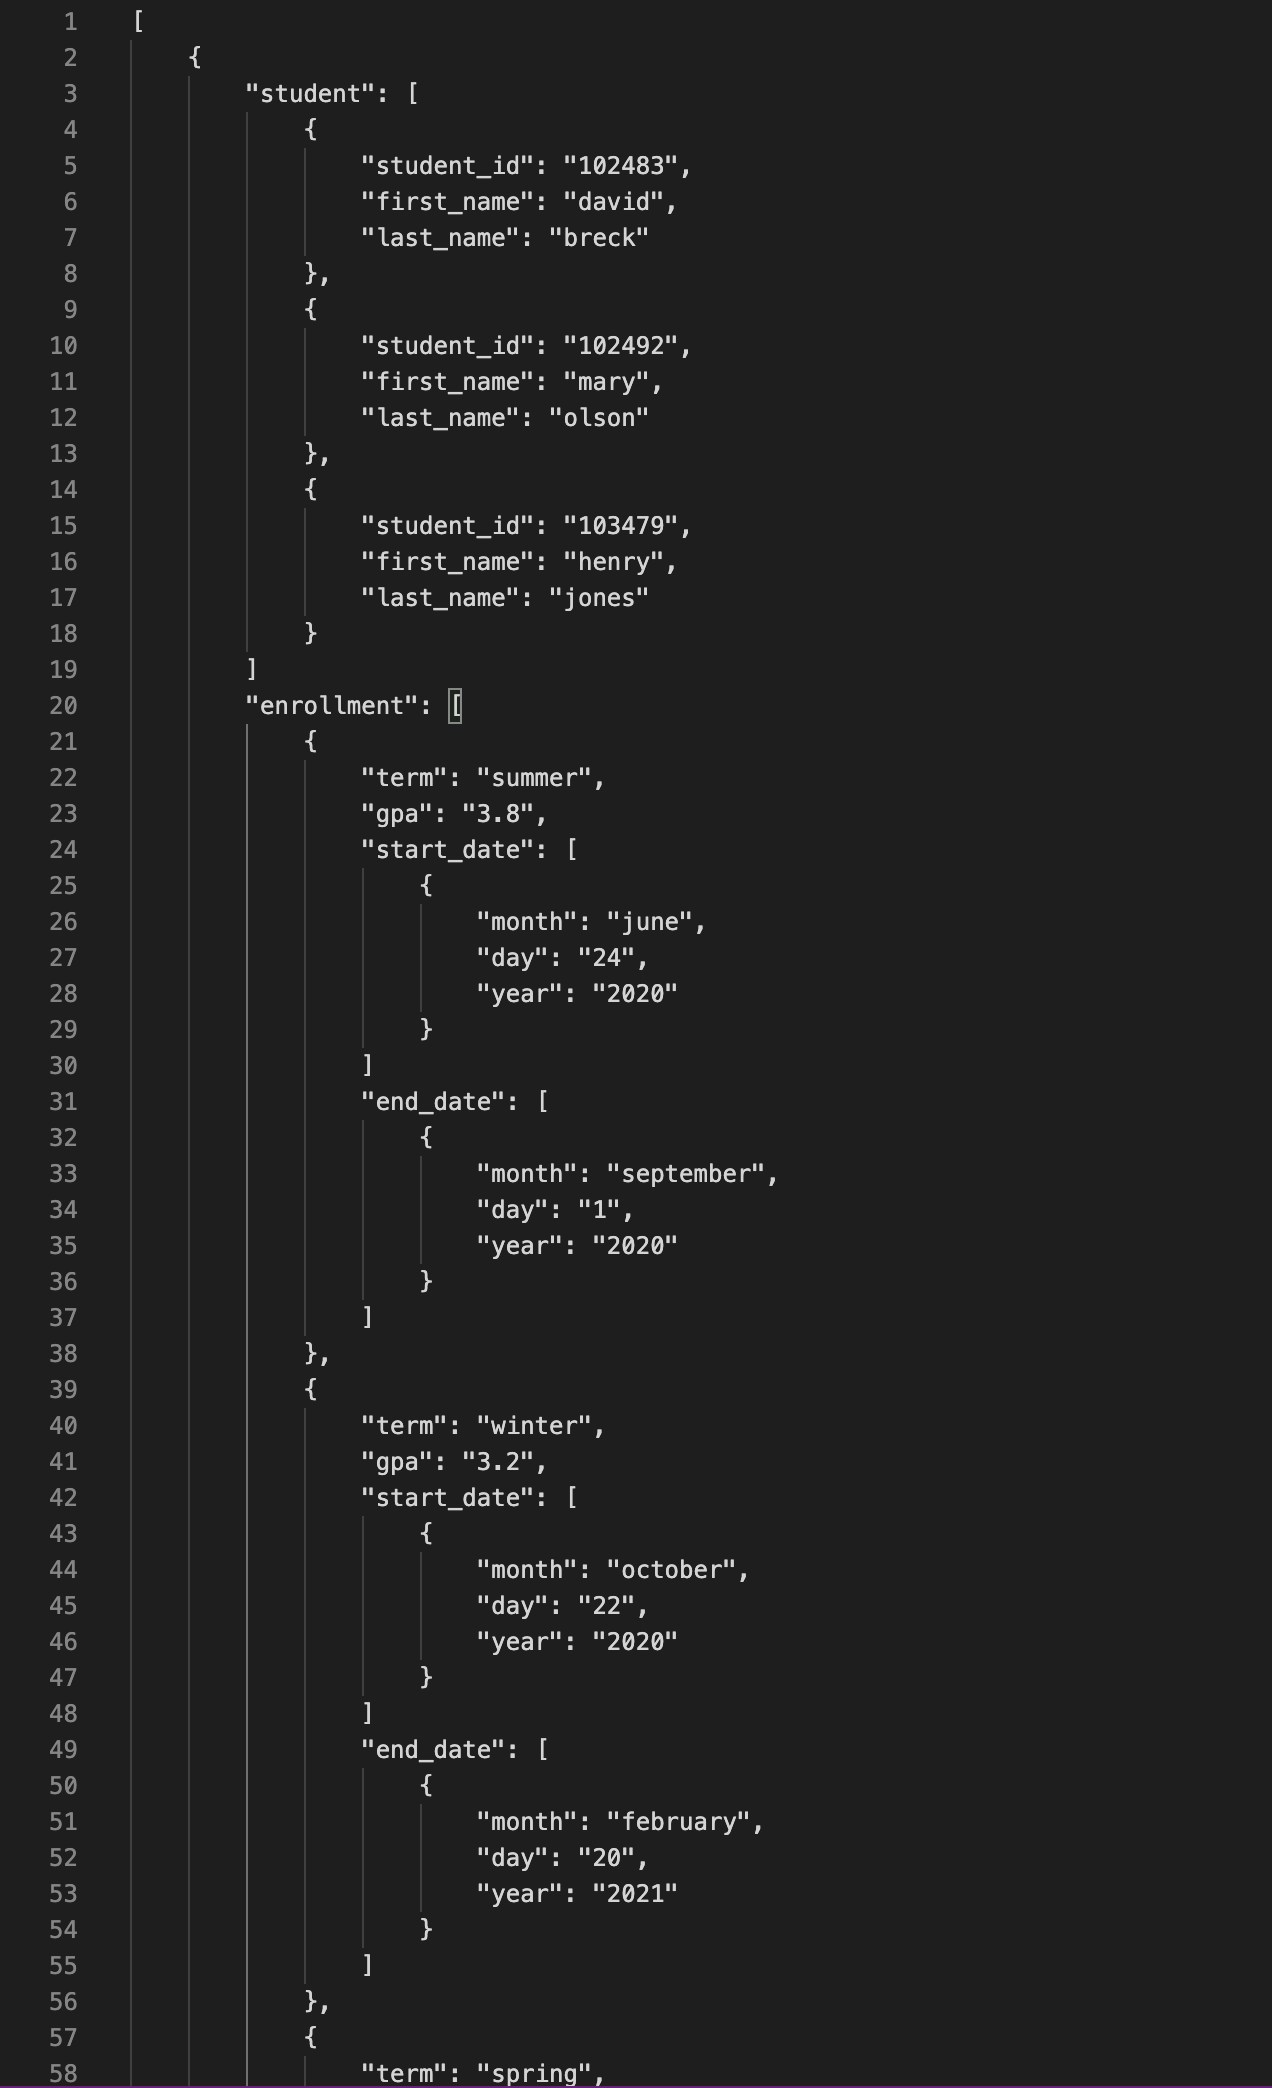 1 [
2 {
3 "student": [
4 {
5 "student_id": "102483",
6 "first_name": "david",
7 "last_name": "breck"
8 },
9 {
10 "student_id": "102492",
11 "first_name": "mary",
12 "last_name": "olson"
13 },
14 {
15 "student_id": "103479",
16 "first_name": "henry",
17 "last_name": "jones"
18 }
19 ]
20 "enrollment": [
21 {
22 "term": "summer",
23 "gpa": "3.8",
24 "start_date": [
25 {
26 "month": "june",
27 "day": "24",
28 "year": "2020"
29 }
30 ]
31 "end_date": [
32 {
33 "month": "september",
34 "day": "1",
35 "year": "2020"
36 }
37 ]
38 },
39 {
40 "term": "winter",
41 "gpa": "3.2",
42 "start_date": [
43 {
44 "month": "october",
45 "day": "22",
46 "year": "2020"
47 }
48 ]
49 "end_date": [
50 {
51 "month": "february",
52 "day": "20",
53 "year": "2021"
54 }
55 ]
56 },
57 {
58 "term": "spring",